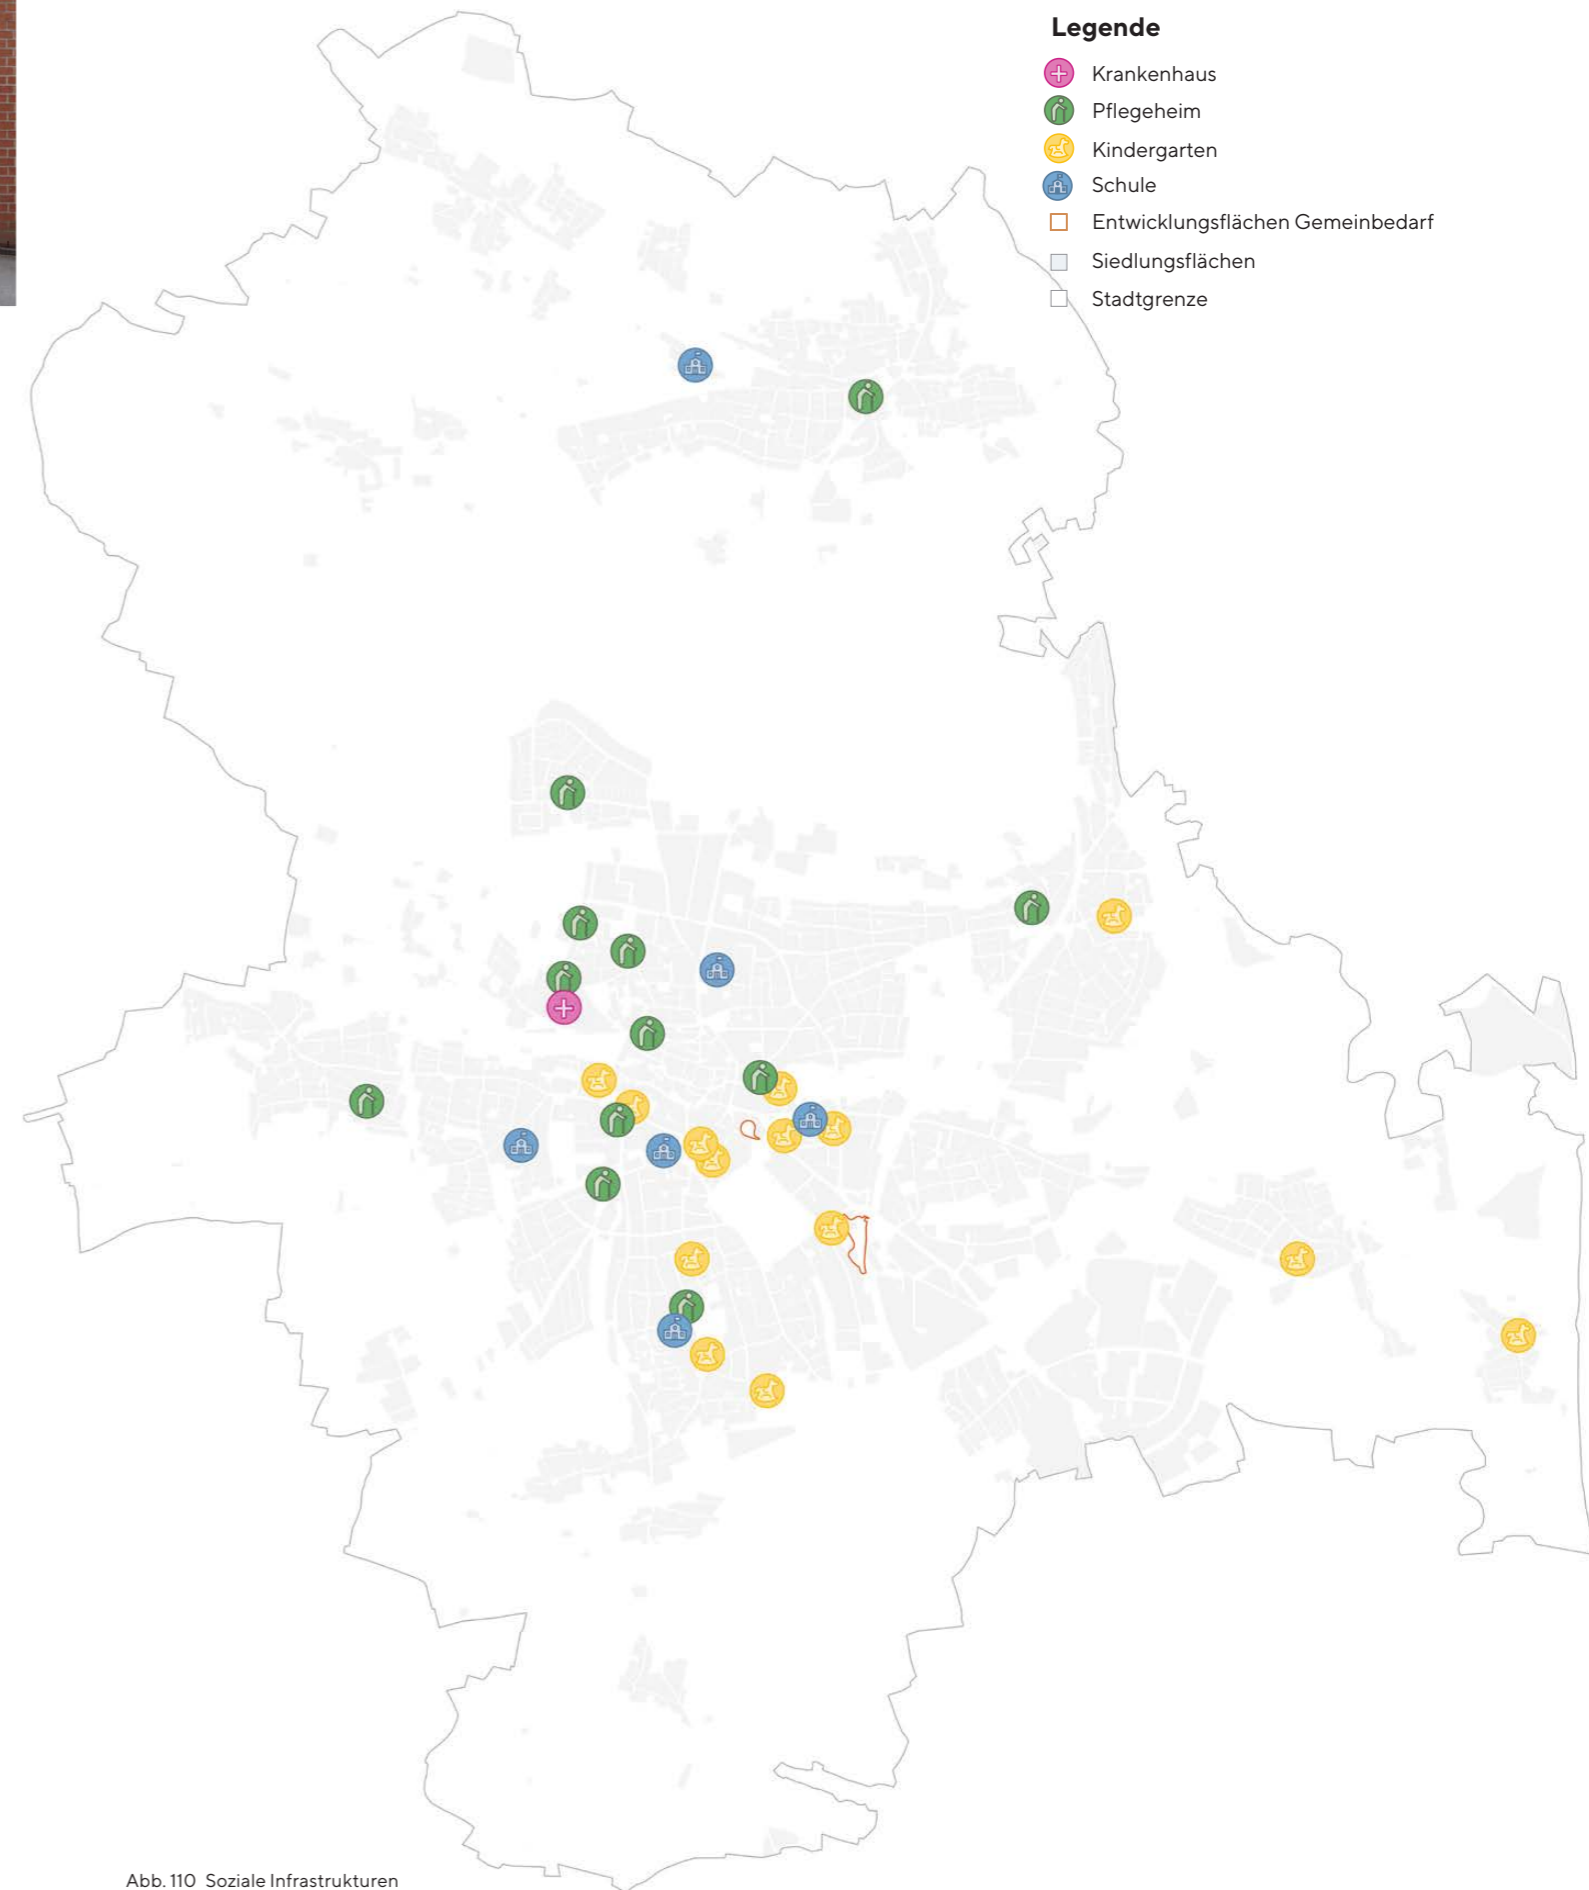 Legende
Krankenhaus
Pflegeheim
Kindergarten
Schule
Entwicklungsflächen Gemeinbedarf
Siedlungsflächen
Stadtgrenze
Abb. 110 Soziale Infrastrukturen